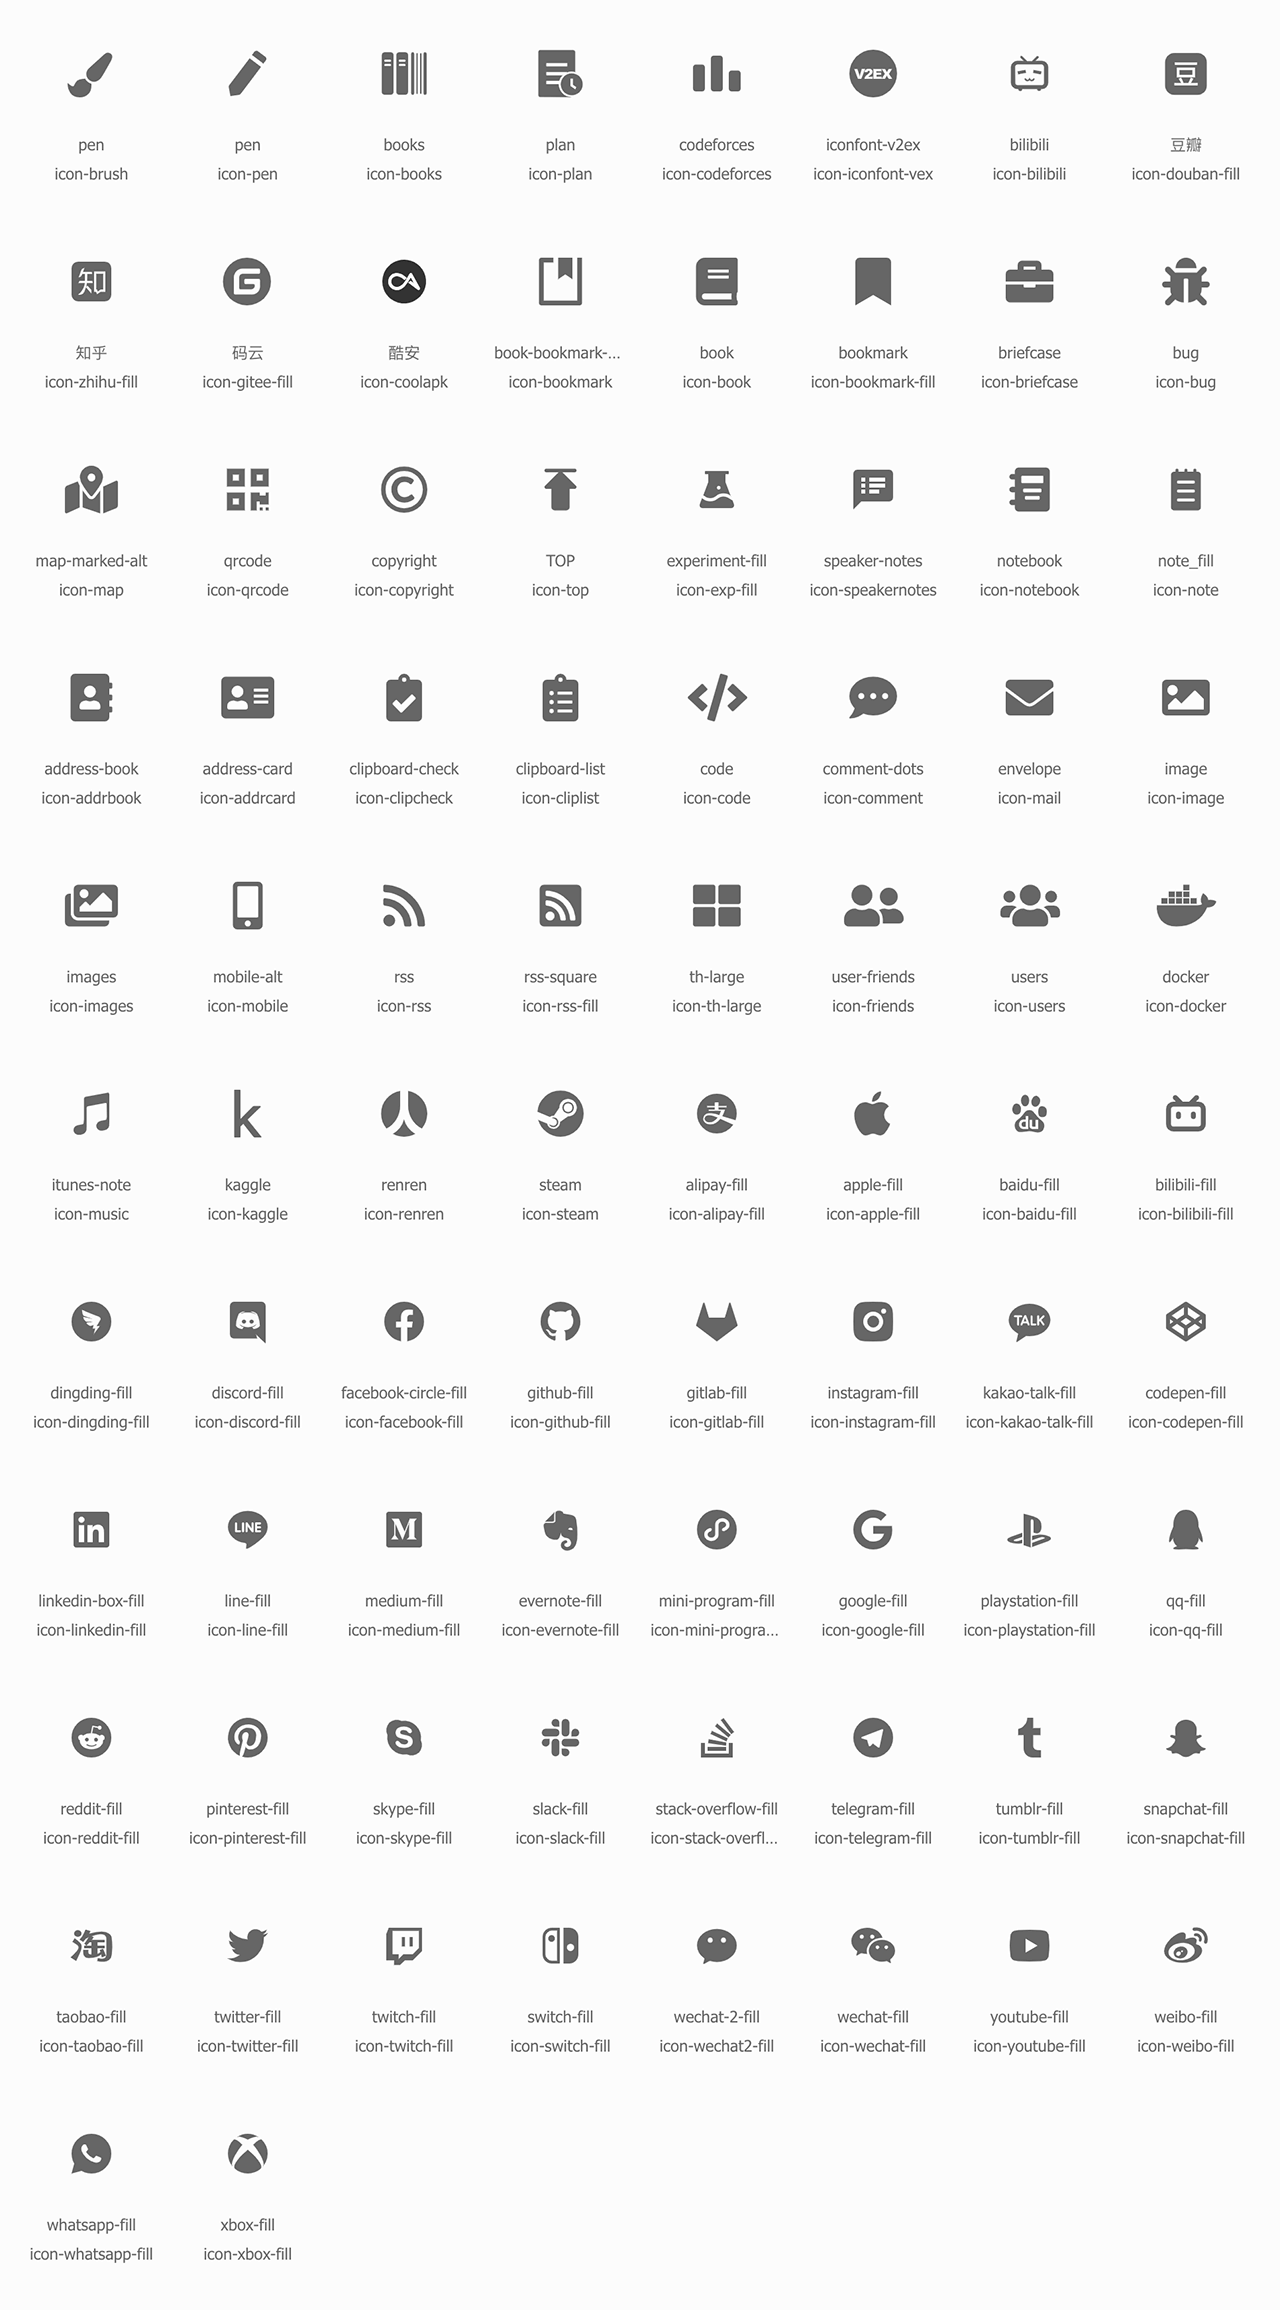 V2EX
豆
pen pen books plan codeforces iconfont-v2ex bilibili 豆瓣
icon-brush icon-pen icon-books icon-plan icon-codeforces icon-iconfont-vex icon-bilibili icon-douban-fill
知
知乎 码云 酷安 book-bookmark-... book bookmark briefcase bug
icon-zhihu-fill icon-gitee-fill icon-coolapk icon-bookmark icon-book icon-bookmark-fill icon-briefcase icon-bug
map-marked-alt qrcode copyright TOP experiment-fill speaker-notes notebook note_fill
icon-map icon-qrcode icon-copyright icon-top icon-exp-fill icon-speakernotes icon-notebook icon-note
address-book address-card clipboard-check clipboard-list code comment-dots envelope image
icon-addrbook icon-addrcard icon-clipcheck icon-cliplist icon-code icon-comment icon-mail icon-image
images mobile-alt rss rss-square th-large user-friends users docker
icon-images icon-mobile icon-rss icon-rss-fill icon-th-large icon-friends icon-users icon-docker
k 支 du
itunes-note kaggle renren steam alipay-fill apple-fill baidu-fill bilibili-fill
icon-music icon-kaggle icon-renren icon-steam icon-alipay-fill icon-apple-fill icon-baidu-fill icon-bilibili-fill
TALK
dingding-fill discord-fill facebook-circle-fill github-fill gitlab-fill instagram-fill kakao-talk-fill codepen-fill
icon-dingding-fill icon-discord-fill icon-facebook-fill icon-github-fill icon-gitlab-fill icon-instagram-fill icon-kakao-talk-fill icon-codepen-fill
in LINE M G
linkedin-box-fill line-fill medium-fill evernote-fill mini-program-fill google-fill playstation-fill qq-fill
icon-linkedin-fill icon-line-fill icon-medium-fill icon-evernote-fill icon-mini-progra... icon-google-fill icon-playstation-fill icon-qq-fill
reddit-fill pinterest-fill skype-fill slack-fill stack-overflow-fill telegram-fill tumblr-fill snapchat-fill
icon-reddit-fill icon-pinterest-fill icon-skype-fill icon-slack-fill icon-stack-overfl... icon-telegram-fill icon-tumblr-fill icon-snapchat-fill
淘
taobao-fill twitter-fill twitch-fill switch-fill wechat-2-fill wechat-fill youtube-fill weibo-fill
icon-taobao-fill icon-twitter-fill icon-twitch-fill icon-switch-fill icon-wechat2-fill icon-wechat-fill icon-youtube-fill icon-weibo-fill
whatsapp-fill xbox-fill
icon-whatsapp-fill icon-xbox-fill